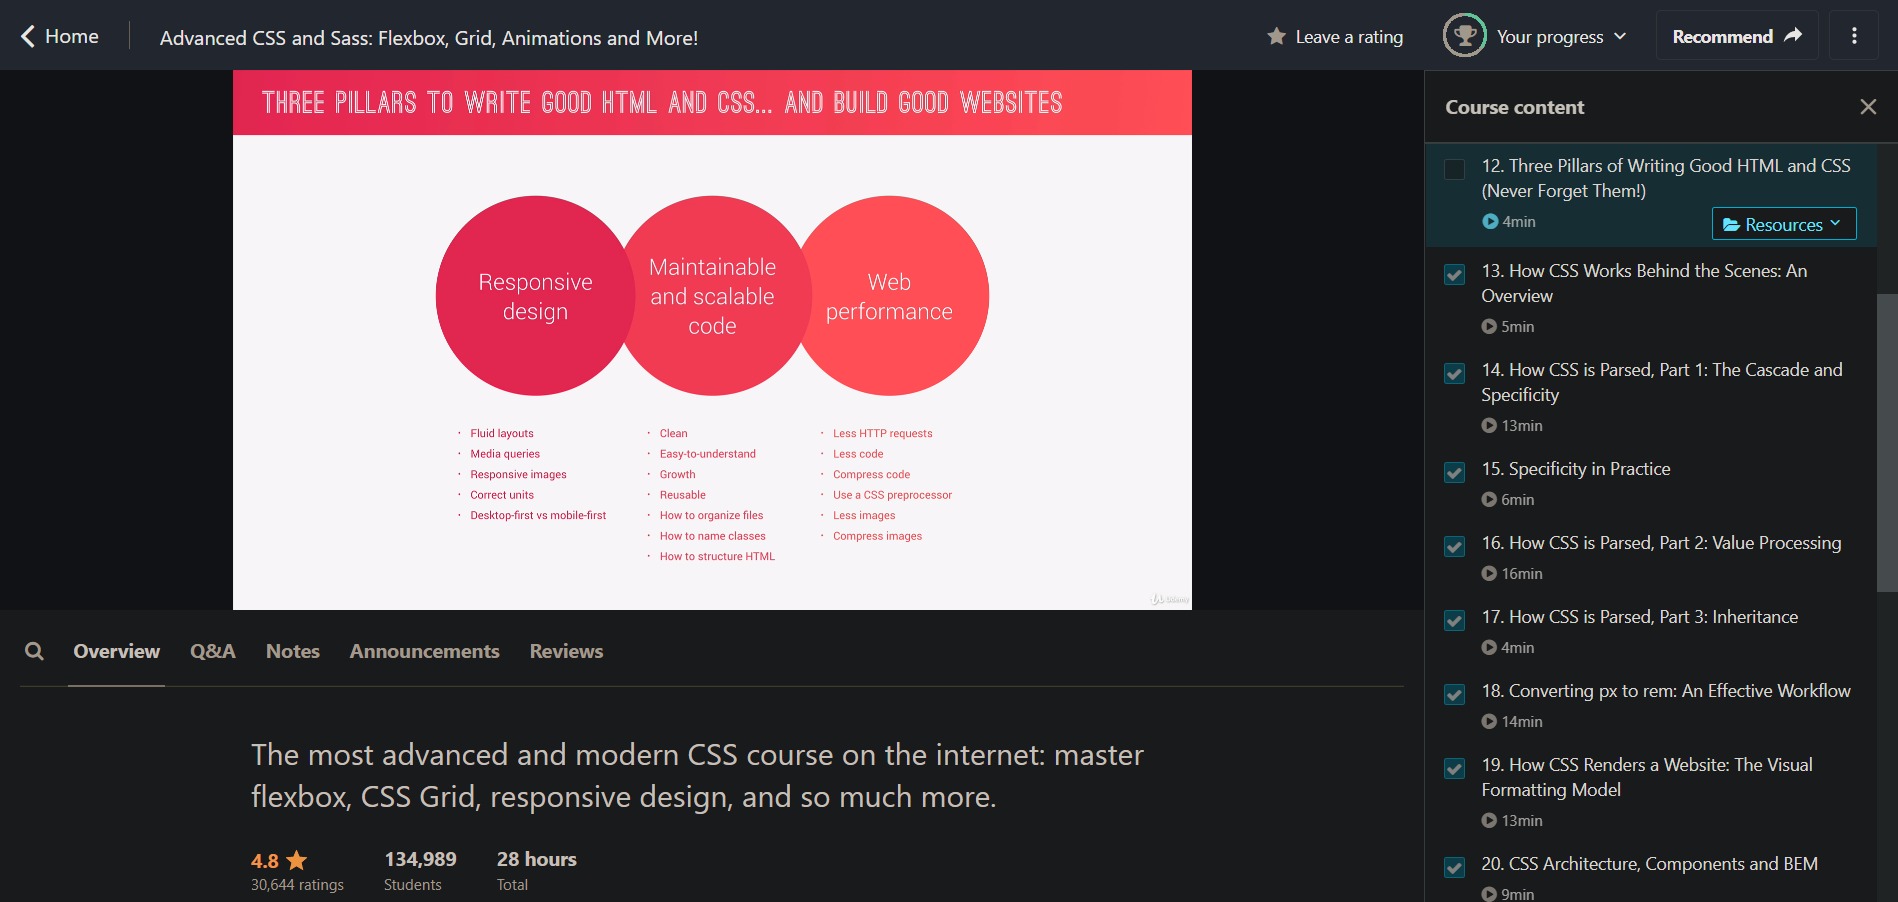 Home
Advanced CSS and Sass: Flexbox, Grid, Animations and More!
Leave a rating
Your progress
Recommend
THREE PILLARS TO WRITE GOOD HTML AND CSS... AND BUILD GOOD WEBSITES
Responsive
design
Maintainable
and scalable
code
Web
performance
· Fluid layouts
· Media queries
· Responsive images
· Correct units
· Desktop-first vs mobile-first
· Clean
· Easy-to-understand
· Growth
· Reusable
· How to organize files
· How to name classes
· How to structure HTML
· Less HTTP requests
· Less code
· Compress code
· Use a CSS preprocessor
· Less images
· Compress images
Udemy
Overview
Q&A
Notes
Announcements
Reviews
The most advanced and modern CSS course on the internet: master
flexbox, CSS Grid, responsive design, and so much more.
4.8
30,644 ratings
134,989
Students
28 hours
Total
Course content
12. Three Pillars of Writing Good HTML and CSS
(Never Forget Them!)
4min
Resources
13. How CSS Works Behind the Scenes: An
Overview
5min
14. How CSS is Parsed, Part 1: The Cascade and
Specificity
13min
15. Specificity in Practice
6min
16. How CSS is Parsed, Part 2: Value Processing
16min
17. How CSS is Parsed, Part 3: Inheritance
4min
18. Converting px to rem: An Effective Workflow
14min
19. How CSS Renders a Website: The Visual
Formatting Model
13min
20. CSS Architecture, Components and BEM
9min